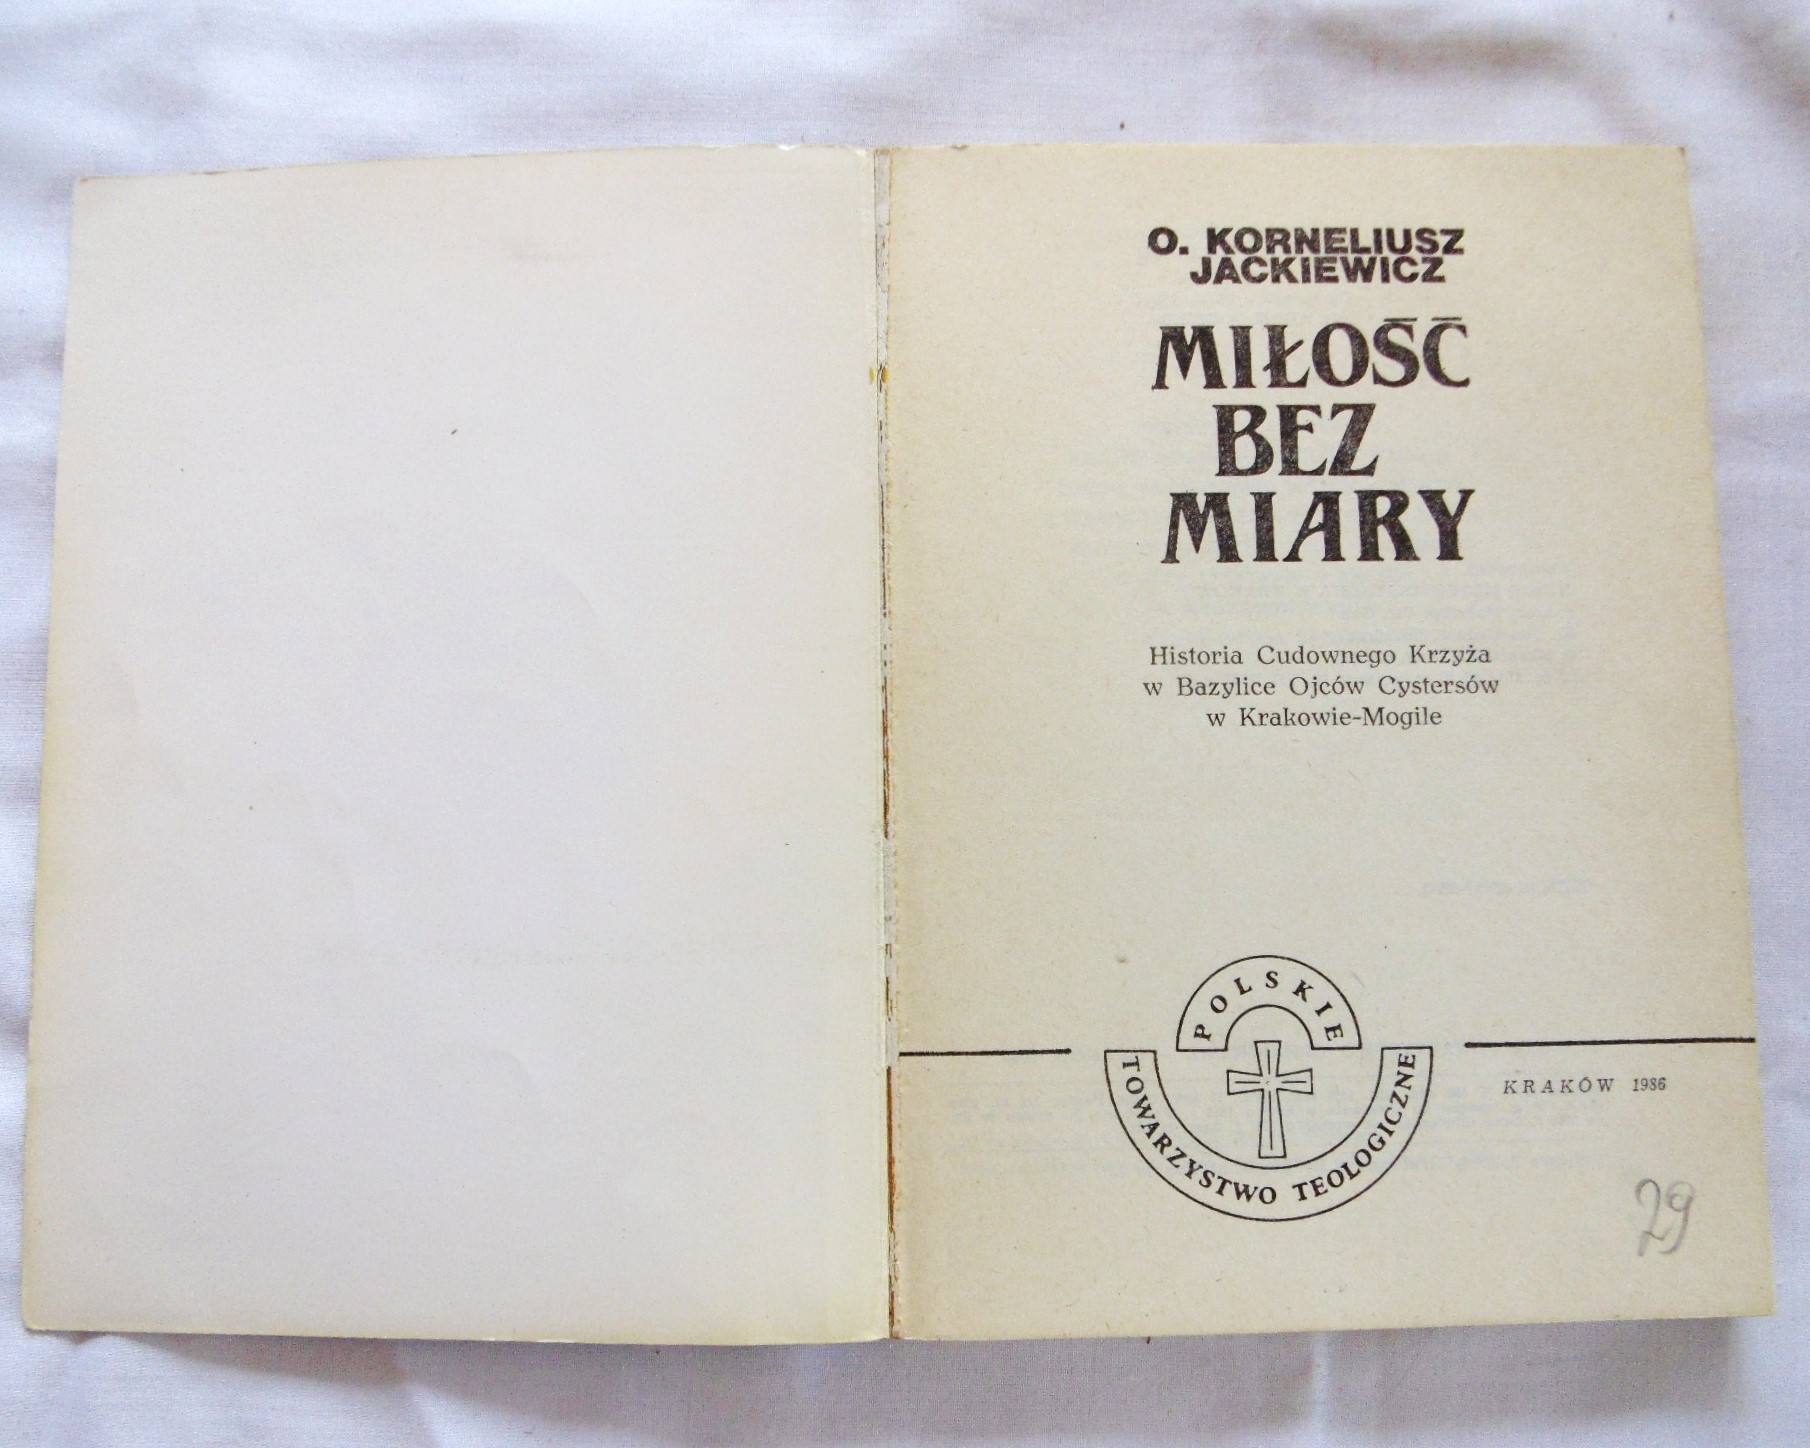 O. KORNELIUSZ
JACKIEWICZ
MIŁOŚĆ
BEZ
MIARY
Historia Cudownego Krzyża
w Bazylice Ojców Cystersów
w Krakowie-Mogile
POLSKIE
TOWARZYSTWO TEOLOGICZNE
KRAKÓW 1986
29